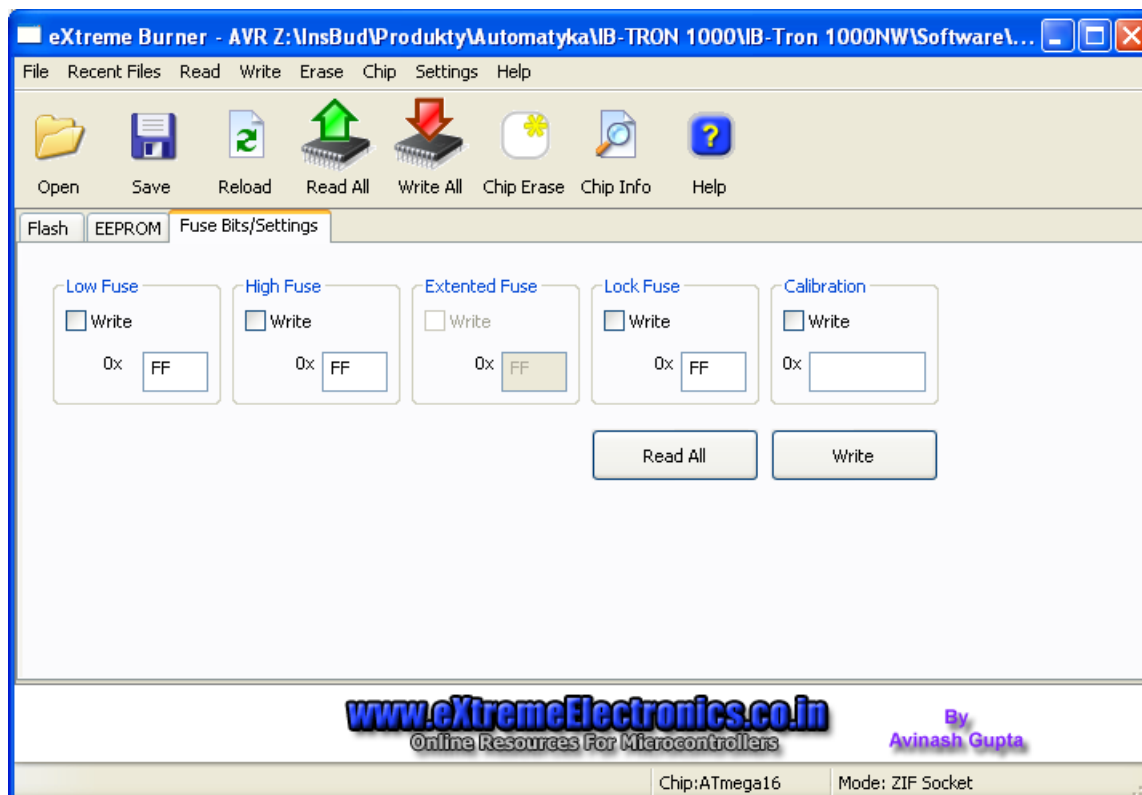 eXtreme Burner - AVR Z:\InsBud\Produkty\Automatyka\IB-TRON 1000\IB-Tron 1000NW\Software\...
File Recent Files Read Write Erase Chip Settings Help
Open Save Reload Read All Write All Chip Erase Chip Info Help
Flash EEPROM Fuse Bits/Settings
Low Fuse High Fuse Extented Fuse Lock Fuse Calibration
Write Write Write Write Write
0x FF 0x FF 0x FF 0x FF 0x
Read All Write
www.eXtremeElectronics.co.in
Online Resources For Microcontrollers
By
Avinash Gupta
Chip:ATmega16 Mode: ZIF Socket